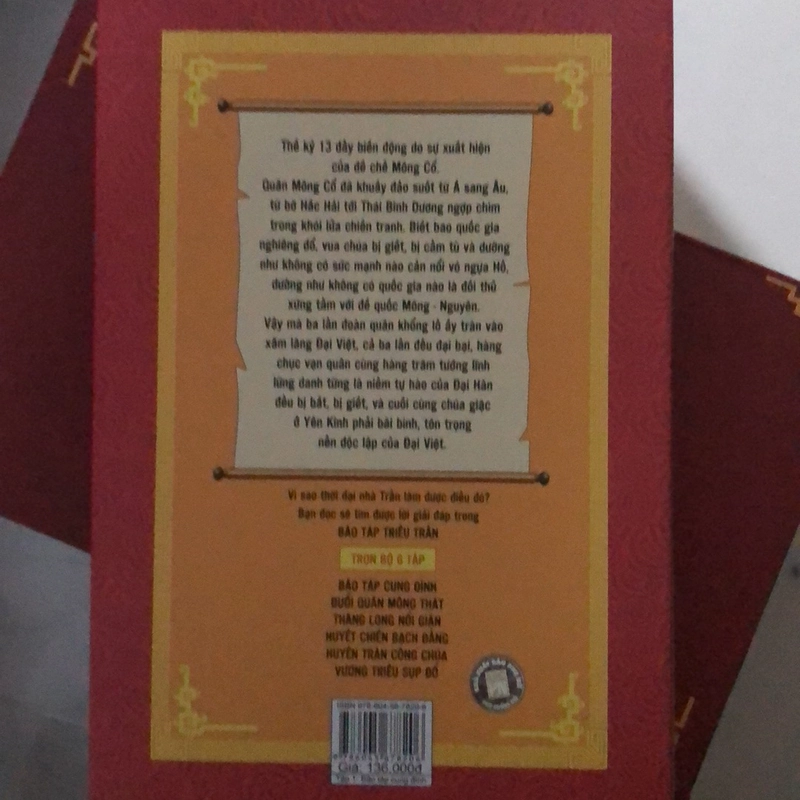 Thế kỷ 13 đầy biến động do sự xuất hiện
của đế chế Mông Cổ.
Quân Mông Cổ đã khuấy đảo suốt từ Á sang Âu,
từ bờ Hắc Hải tới Thái Bình Dương ngợp chìm
trong khói lửa chiến tranh. Biết bao quốc gia
nghiêng đổ, vua chúa bị giết, bị cầm tù và dường
như không có sức mạnh nào cản nổi vó ngựa Hồ,
dường như không có quốc gia nào là đối thủ
xứng tầm với đế quốc Mông - Nguyên.
Vậy mà ba lần đoàn quân khổng lồ ấy tràn vào
xâm lăng Đại Việt, cả ba lần đều đại bại, hàng
chục vạn quân cùng hàng trăm tướng lĩnh
lừng danh từng là niềm tự hào của Đại Hãn
đều bị bắt, bị giết, và cuối cùng chúa giặc
ở Yên Kinh phải bãi binh, tôn trọng
nền độc lập của Đại Việt.
Vì sao thời đại nhà Trần làm được điều đó?
Bạn đọc sẽ tìm được lời giải đáp trong
BÃO TÁP TRIỀU TRẦN
TRỌN BỘ 6 TẬP
BÃO TÁP CUNG ĐÌNH
ĐUỔI QUÂN MÔNG THÁT
THĂNG LONG NỔI GIẬN
HUYẾT CHIẾN BẠCH ĐẰNG
HUYỀN TRÂN CÔNG CHÚA
VƯƠNG TRIỀU SỤP ĐỔ
Giá: 136.000đ